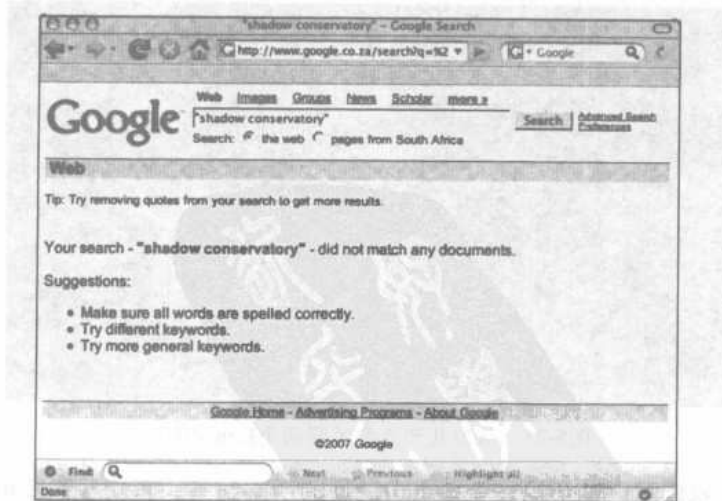 "shadow conservatory" - Google Search
http://www.google.co.za/search?q=%2
Google
Google
Web Images Groups News Scholar more »
"shadow conservatory"
Search
Advanced Search
Preferences
Search: the web pages from South Africa
Web
Tip: Try removing quotes from your search to get more results.
Your search - "shadow conservatory" - did not match any documents.
Suggestions:
Make sure all words are spelled correctly.
Try different keywords.
Try more general keywords.
Google Home - Advertising Programs - About Google
©2007 Google
Find: Next Previous Highlight all
Done